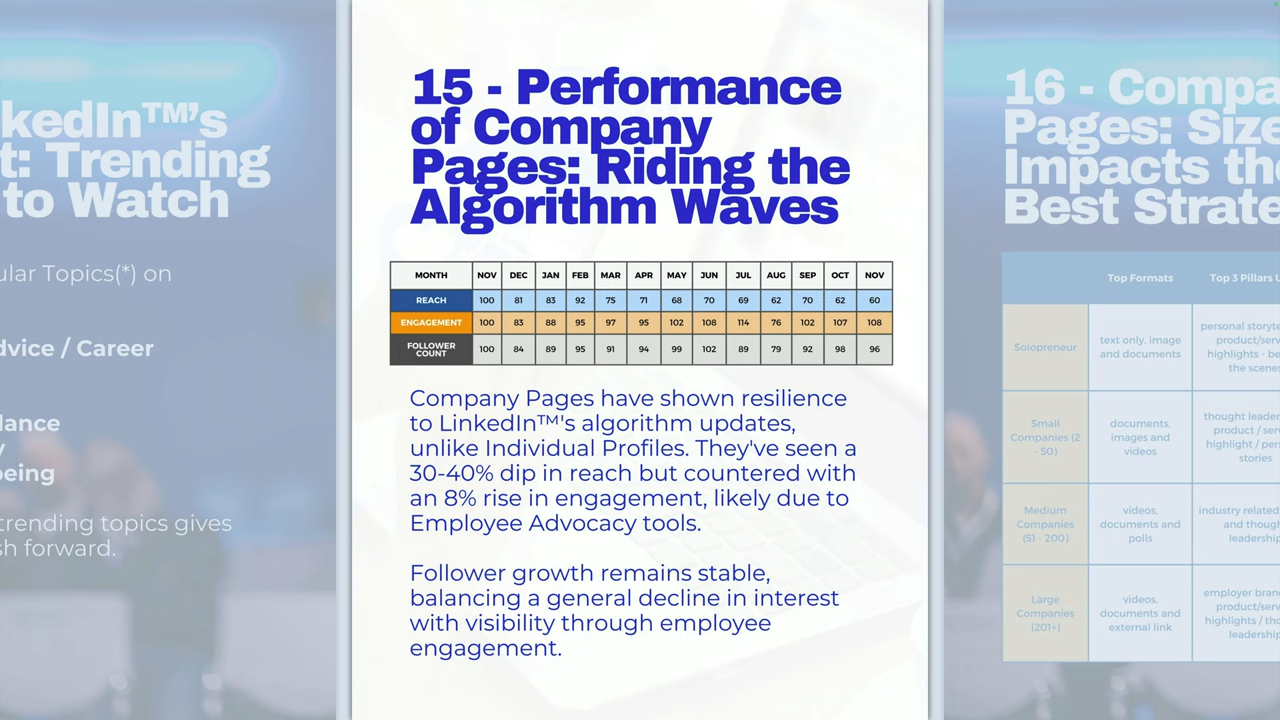 kedIn™'s
t: Trending
to Watch
ular Topics(*) on
dvice / Career
lance
y
being
trending topics gives
sh forward.
15 - Performance
of Company
Pages: Riding the
Algorithm Waves
MONTH NOV DEC JAN FEB MAR APR MAY JUN JUL AUG SEP OCT NOV
REACH 100 81 83 92 75 71 68 70 69 62 70 62 60
ENGAGEMENT 100 83 88 95 97 95 102 108 114 76 102 107 108
FOLLOWER COUNT 100 84 89 95 91 94 99 102 89 79 92 98 96
Company Pages have shown resilience
to LinkedIn™'s algorithm updates,
unlike Individual Profiles. They've seen a
30-40% dip in reach but countered with
an 8% rise in engagement, likely due to
Employee Advocacy tools.
Follower growth remains stable,
balancing a general decline in interest
with visibility through employee
engagement.
16 - Compa
Pages: Size
Impacts th
Best Strate
Top Formats Top 3 Pillars U
Solopreneur
text only, image
and documents
personal storyte
product/serv
highlights - be
the scenes
Small
Companies (2
- 50)
documents.
images and
videos
thought leader
product / serv
highlight / per
stories
Medium
Companies
(51 - 200)
videos,
documents and
polls
industry related
and though
leadership
Large
Companies
(201+)
videos,
documents and
external link
employer bran
product/serv
highlights / tho
leadership